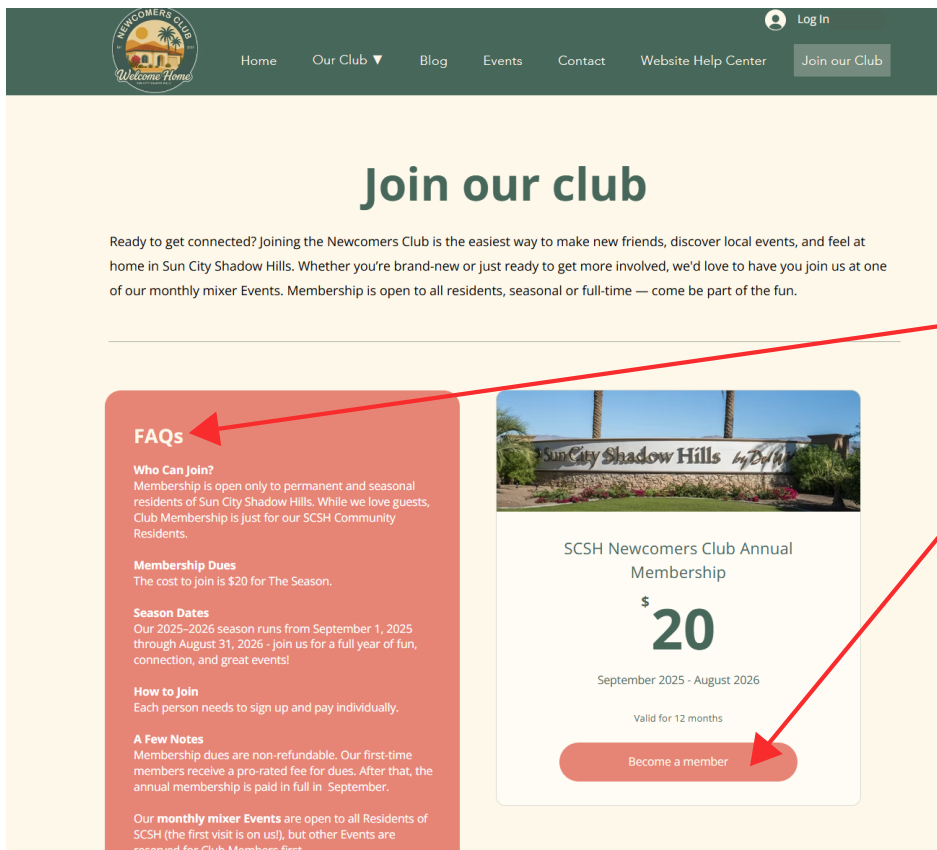 NEWCOMERS CLUB
Welcome Home
Log In
Home
Our Club ▼
Blog
Events
Contact
Website Help Center
Join our Club
Join our club
Ready to get connected? Joining the Newcomers Club is the easiest way to make new friends, discover local events, and feel at
home in Sun City Shadow Hills. Whether you’re brand-new or just ready to get more involved, we'd love to have you join us at one
of our monthly mixer Events. Membership is open to all residents, seasonal or full-time — come be part of the fun.
FAQs
Who Can Join?
Membership is open only to permanent and seasonal
residents of Sun City Shadow Hills. While we love guests,
Club Membership is just for our SCSH Community
Residents.
Membership Dues
The cost to join is $20 for The Season.
Season Dates
Our 2025–2026 season runs from September 1, 2025
through August 31, 2026 - join us for a full year of fun,
connection, and great events!
How to Join
Each person needs to sign up and pay individually.
A Few Notes
Membership dues are non-refundable. Our first-time
members receive a pro-rated fee for dues. After that, the
annual membership is paid in full in September.
Our monthly mixer Events are open to all Residents of
SCSH (the first visit is on us!), but other Events are
reserved for Club Members first.
Sun City Shadow Hills by Del W
SCSH Newcomers Club Annual
Membership
$
20
September 2025 - August 2026
Valid for 12 months
Become a member